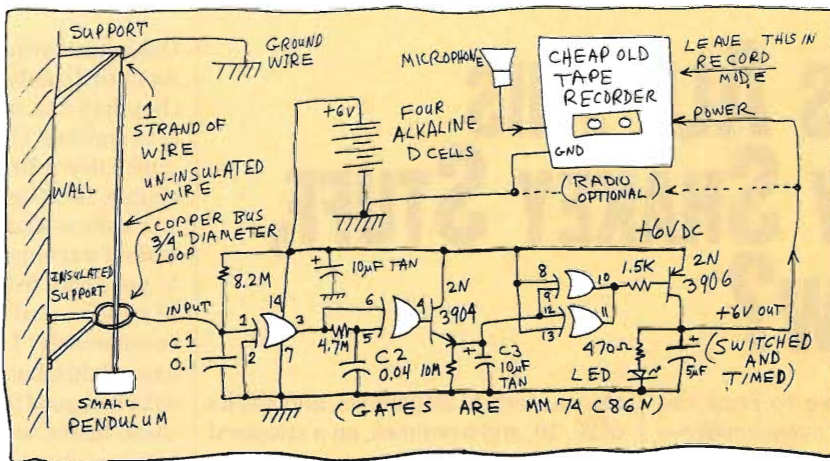 SUPPORT
GROUND
WIRE
1
STRAND OF
WIRE
UN-INSULATED
WIRE
WALL
COPPER BUS
3/4" DIAMETER
LOOP
INSULATED
SUPPORT
INPUT
SMALL
PENDULUM
C1
0.1
8.2M
+
10µF TAN
1
2
14
7
3
4.7M
C2
0.04
6
5
4
10M
2N
3904
C3
10µF
TAN
+
(GATES ARE MM74C86N)
+6V
FOUR
ALKALINE
D CELLS
MICROPHONE
CHEAP OLD
TAPE
RECORDER
GND
LEAVE THIS IN
RECORD
MODE
POWER
(RADIO
OPTIONAL)
+6VDC
8
9
10
12
13
11
1.5K
2N
3906
+6V OUT
(SWITCHED
AND
TIMED)
470Ω
LED
+
5µF